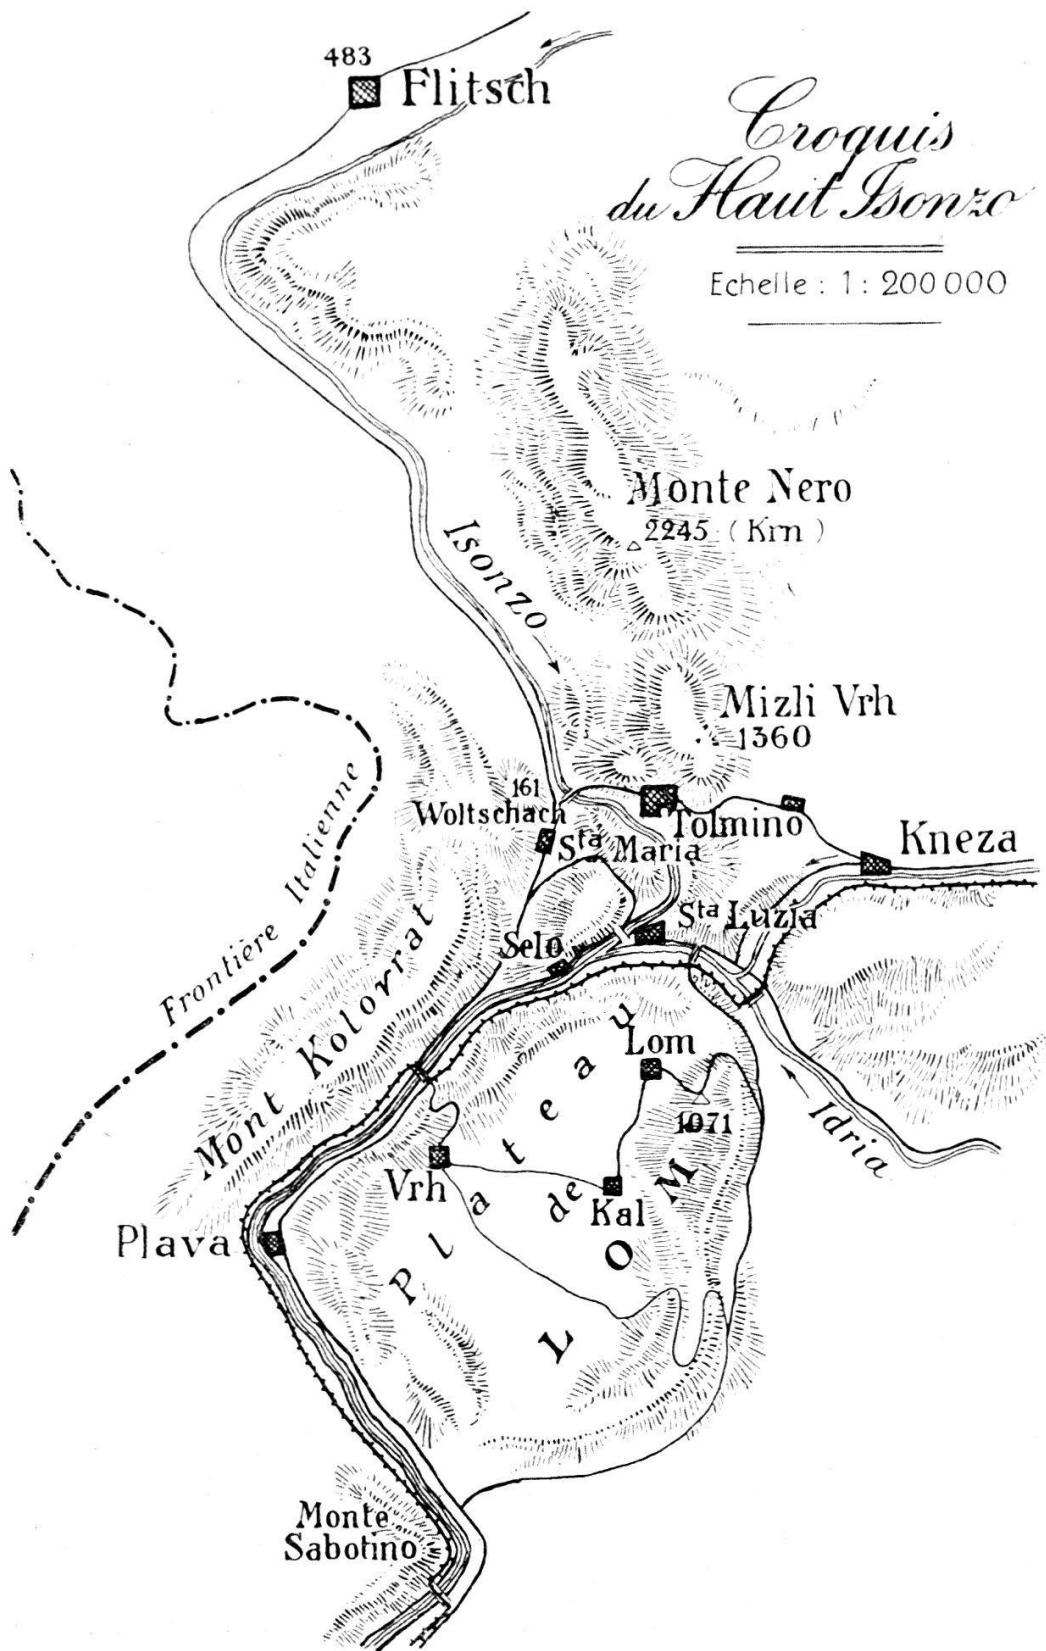 483
Flitsch
Croquis
du Haut Isonzo
Echelle : 1 : 200 000
Monte Nero
2245 (Krn)
Isonzo
Mizli Vrh
1360
161
Woltschach
Tolmino
Sta Maria
Kneza
Sta Luzia
Selo
Frontière Italienne
Mont Kolovrat
Plateau
de
LOM
Lom
1071
Idria
Vrh
Kal
Plava
Monte
Sabotino